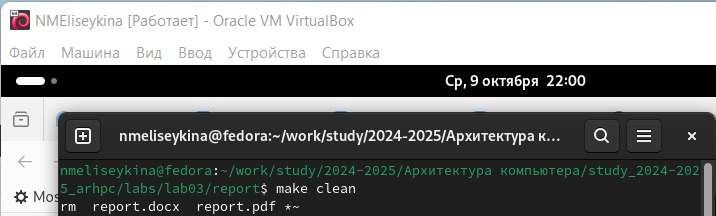 NMEliseykina [Работает] - Oracle VM VirtualBox
Файл Машина Вид Ввод Устройства Справка
Ср, 9 октября 22:00
nmeliseykina@fedora:~/work/study/2024-2025/Архитектура к...
nmeliseykina@fedora:~/work/study/2024-2025/Архитектура компьютера/study_2024-202
5_arhpc/labs/lab03/report$ make clean
Mos
rm report.docx report.pdf *~